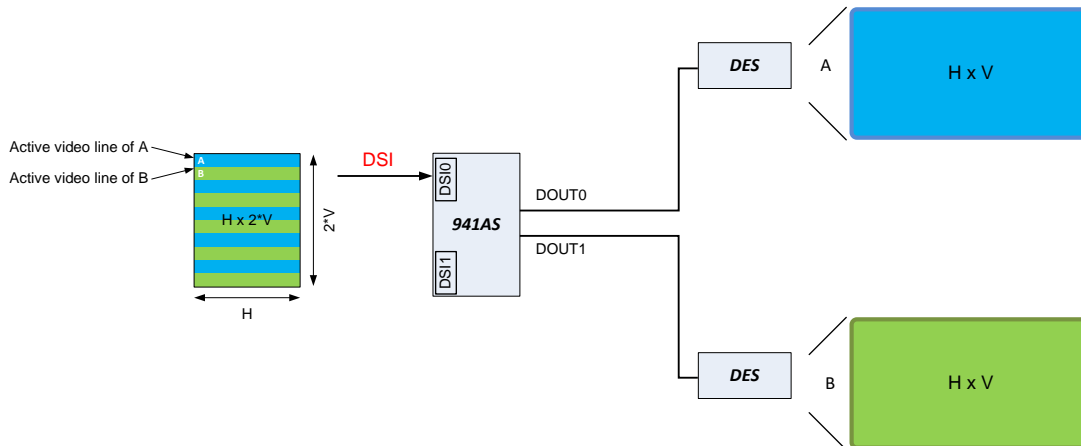 Active video line of A
Active video line of B
A
B
H x 2*V
2*V
H
DSI
DSI0
941AS
DSI1
DOUT0
DOUT1
DES
A
H x V
DES
B
H x V